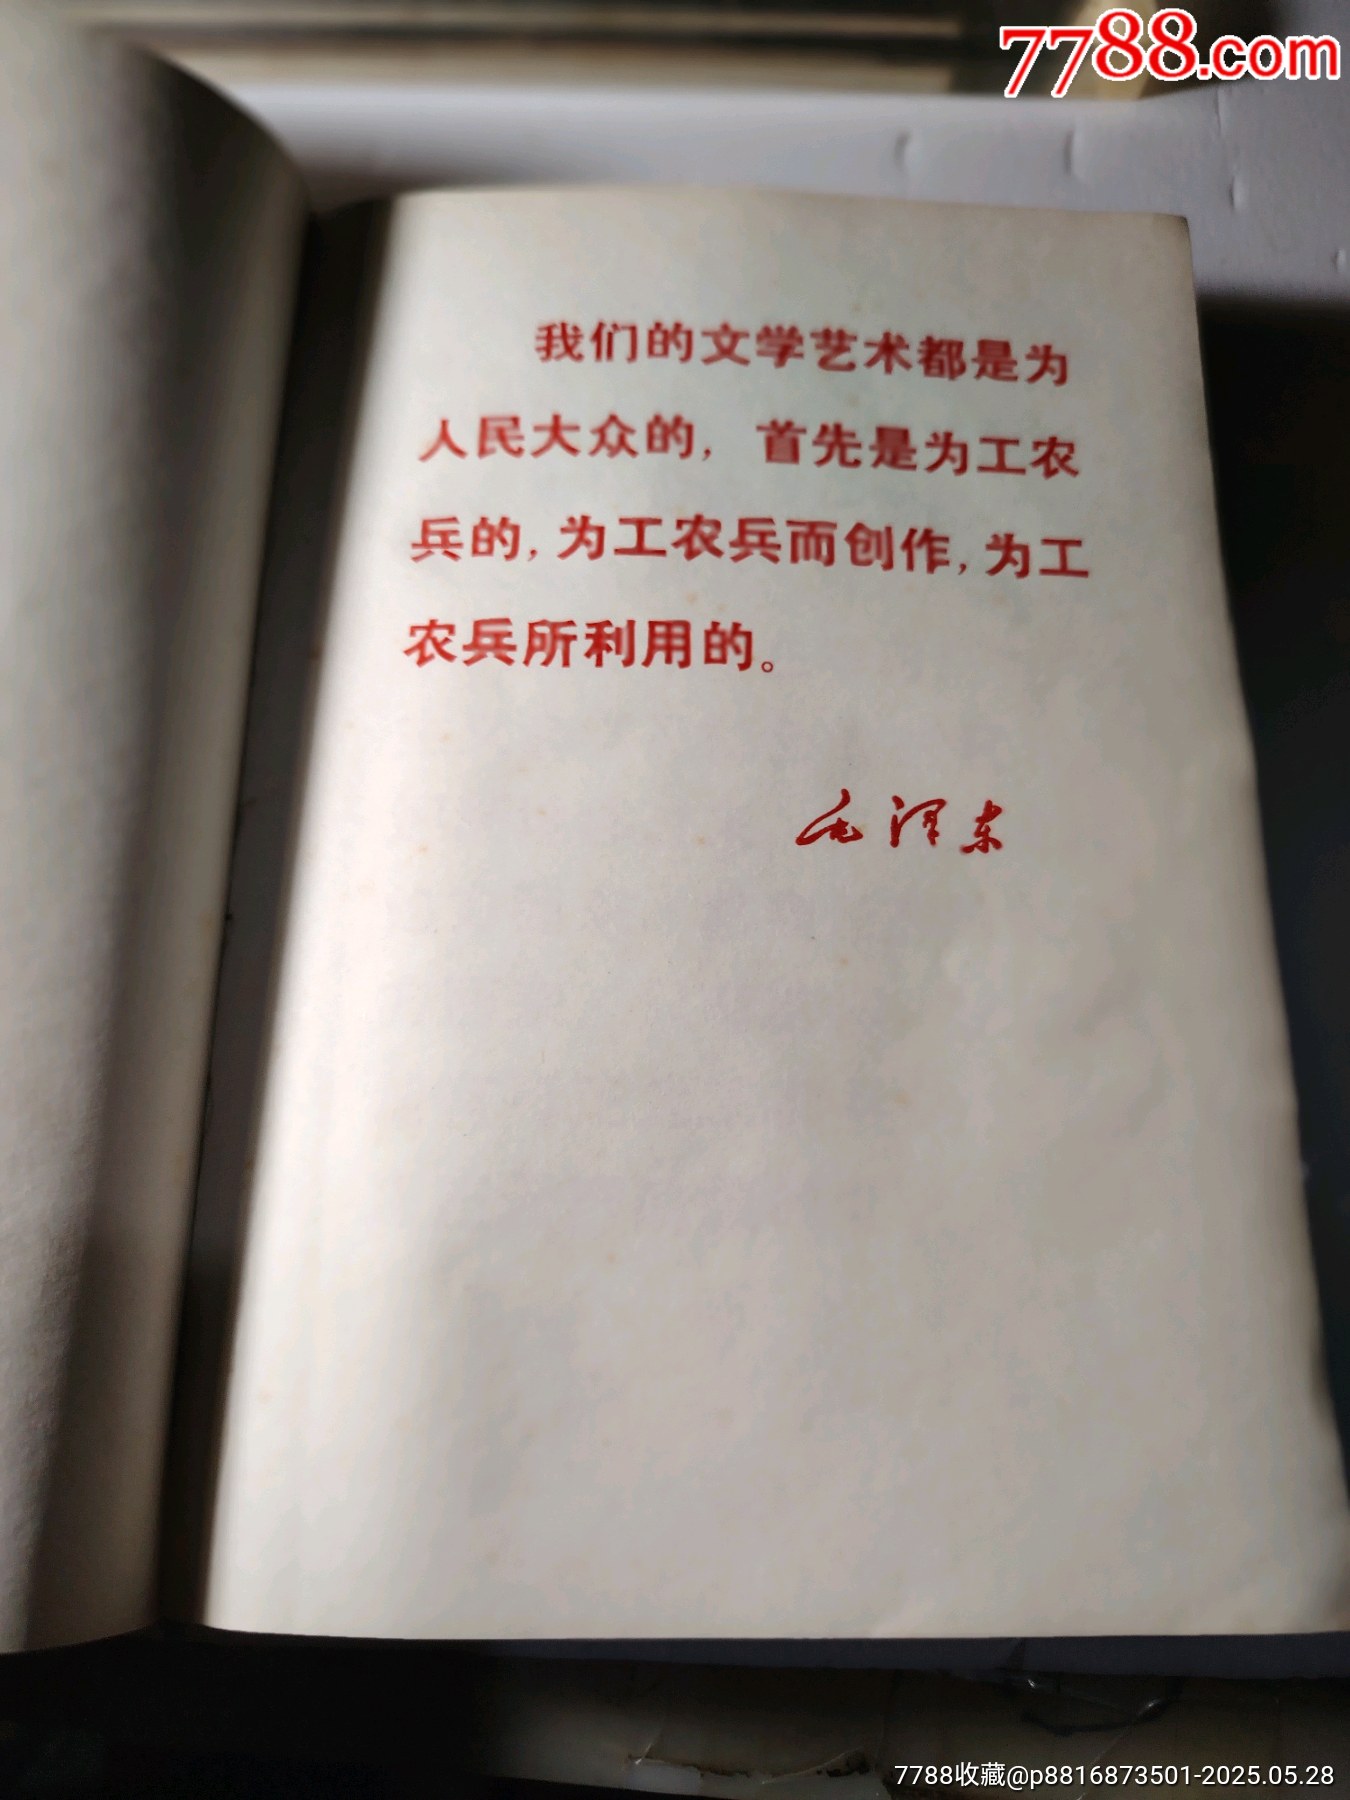 7788.com
我们的文学艺术都是为
人民大众的，首先是为工农
兵的，为工农兵而创作，为工
农兵所利用的。
毛泽东
7788收藏@p8816873501-2025.05.28